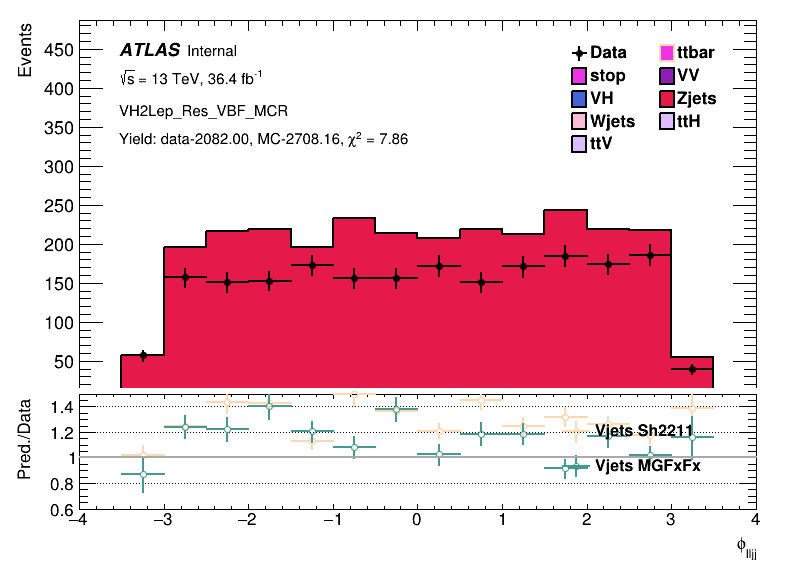 Events
450
400
350
300
250
200
150
100
50
ATLAS Internal
√s = 13 TeV, 36.4 fb⁻¹
VH2Lep_Res_VBF_MCR
Yield: data-2082.00, MC-2708.16, χ² = 7.86
Data ttbar
stop VV
VH Zjets
Wjets ttH
ttV
Pred./Data
1.4
1.2
1
0.8
0.6
Vjets Sh2211
Vjets MGFxFx
−4 −3 −2 −1 0 1 2 3 4
ϕlljj